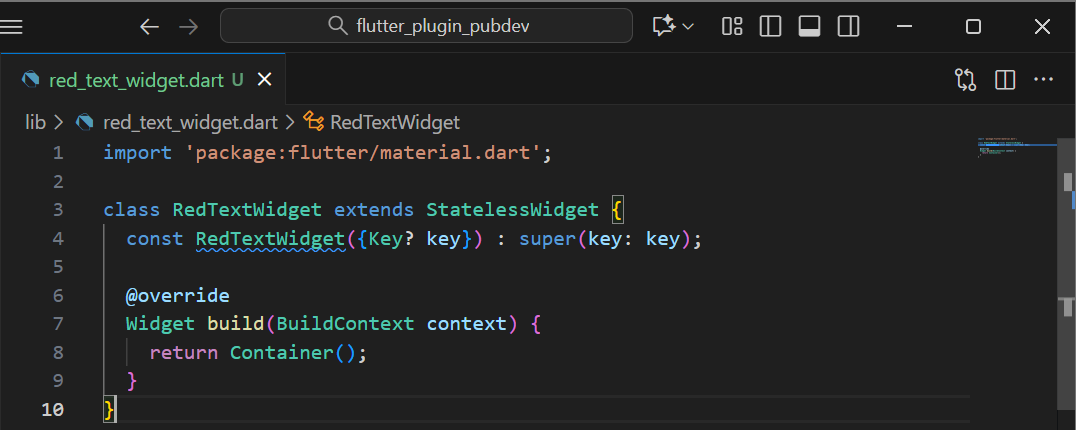 flutter_plugin_pubdev
red_text_widget.dart U
lib > red_text_widget.dart > RedTextWidget
1 import 'package:flutter/material.dart';
2
3 class RedTextWidget extends StatelessWidget {
4   const RedTextWidget({Key? key}) : super(key: key);
5
6   @override
7   Widget build(BuildContext context) {
8     return Container();
9   }
10 }